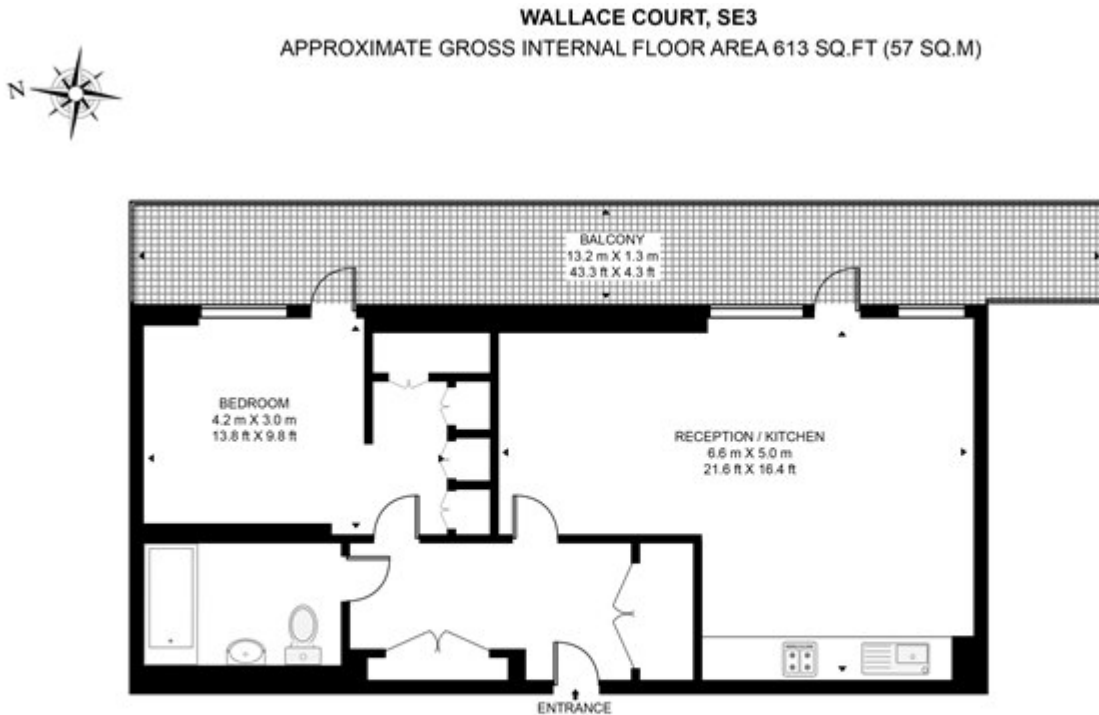 WALLACE COURT, SE3
APPROXIMATE GROSS INTERNAL FLOOR AREA 613 SQ.FT (57 SQ.M)
N
BALCONY
13.2 m X 1.3 m
43.3 ft X 4.3 ft
BEDROOM
4.2 m X 3.0 m
13.8 ft X 9.8 ft
RECEPTION / KITCHEN
6.6 m X 5.0 m
21.6 ft X 16.4 ft
ENTRANCE